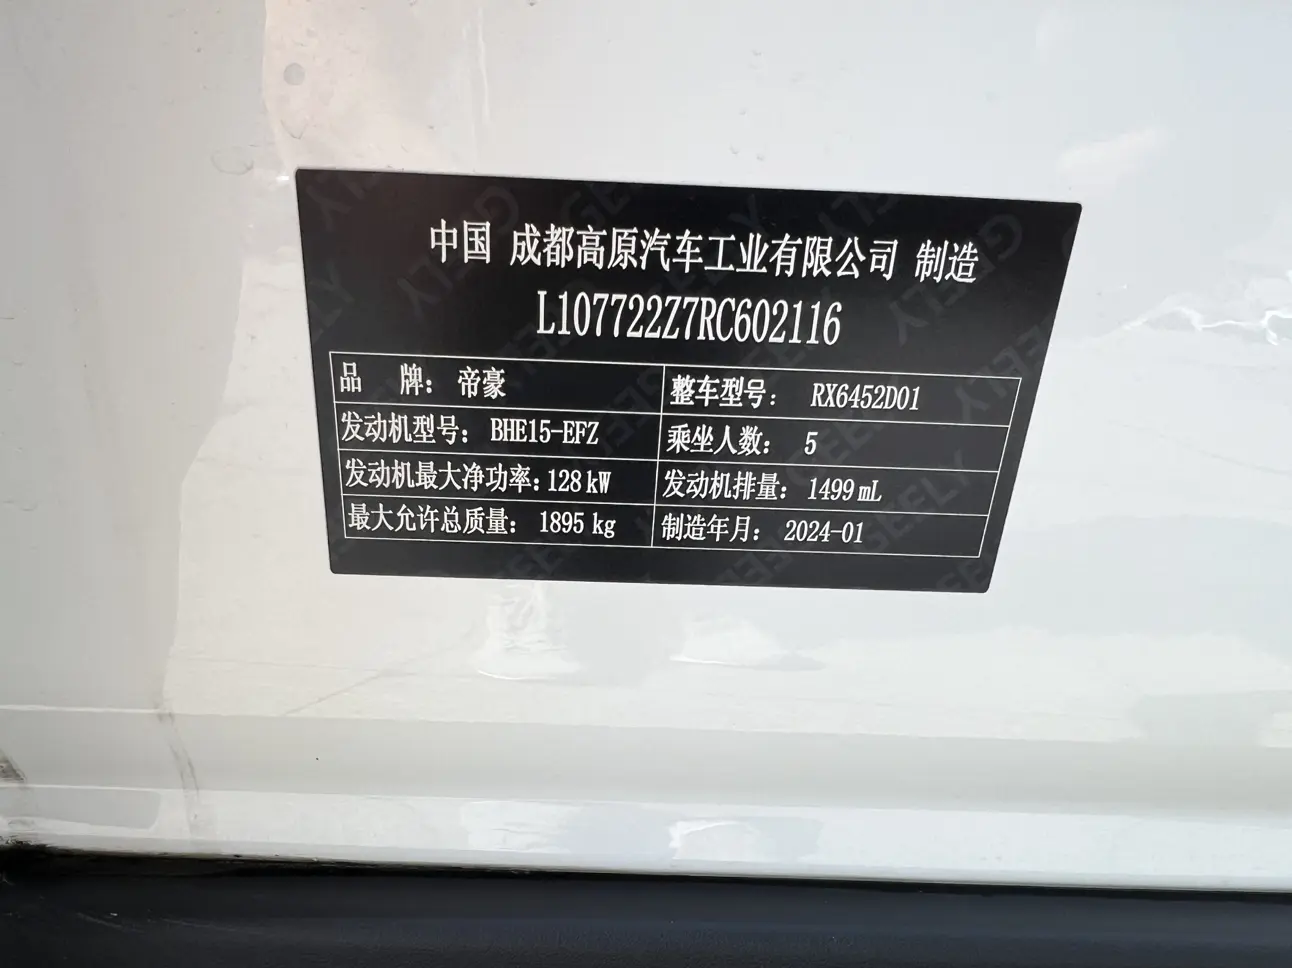 中国 成都高原汽车工业有限公司 制造
L107722Z7RC602116
品 牌: 帝豪 整车型号: RX6452D01
发动机型号: BHE15-EFZ 乘坐人数: 5
发动机最大净功率: 128 kW 发动机排量: 1499 mL
最大允许总质量: 1895 kg 制造年月: 2024-01
GEELY